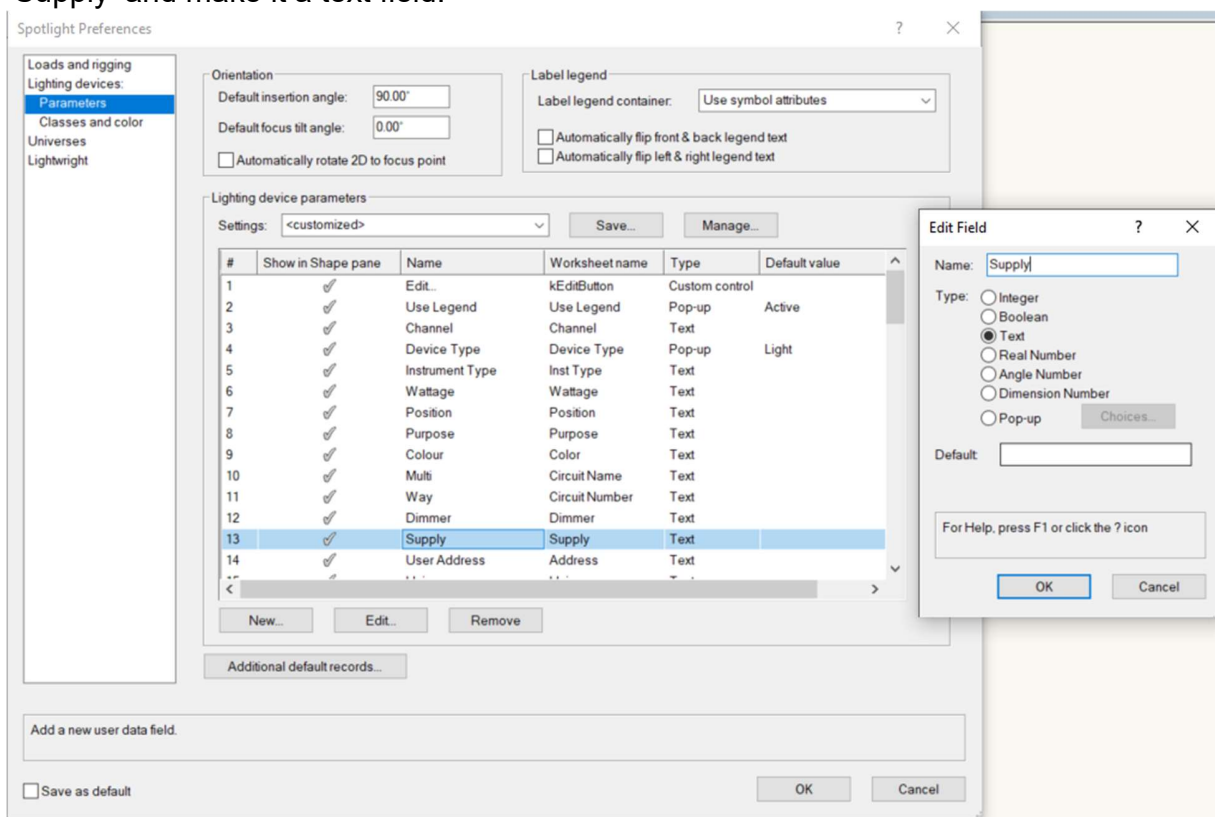 'Supply' and make it a text field.
Spotlight Preferences
?
Loads and rigging
Lighting devices:
Parameters
Classes and color
Universes
Lightwright
Orientation
Default insertion angle: 90.00°
Default focus tilt angle: 0.00°
Automatically rotate 2D to focus point
Label legend
Label legend container: Use symbol attributes
Automatically flip front & back legend text
Automatically flip left & right legend text
Lighting device parameters
Settings: <customized> Save... Manage...
# Show in Shape pane Name Worksheet name Type Default value
1 Edit... kEditButton Custom control
2 Use Legend Use Legend Pop-up Active
3 Channel Channel Text
4 Device Type Device Type Pop-up Light
5 Instrument Type Inst Type Text
6 Wattage Wattage Text
7 Position Position Text
8 Purpose Purpose Text
9 Colour Color Text
10 Multi Circuit Name Text
11 Way Circuit Number Text
12 Dimmer Dimmer Text
13 Supply Supply Text
14 User Address Address Text
New... Edit... Remove
Additional default records...
Add a new user data field.
Save as default
OK Cancel
Edit Field ?
Name: Supply
Type: Integer
Boolean
Text
Real Number
Angle Number
Dimension Number
Pop-up Choices...
Default:
For Help, press F1 or click the ? icon
OK Cancel